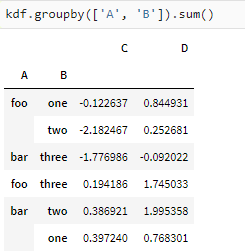 kdf.groupby(['A', 'B']).sum()
C D
A B
foo one -0.122637 0.844931
two -2.182467 0.252681
bar three -1.776986 -0.092022
foo three 0.194186 1.745033
bar two 0.386921 1.995358
one 0.397240 0.768301